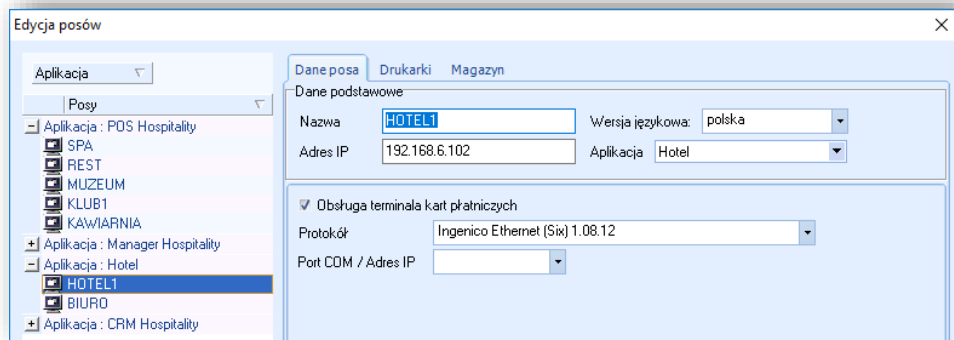 Edycja posów
Aplikacja
Posy
Aplikacja : POS Hospitality
SPA
REST
MUZEUM
KLUB1
KAWIARNIA
Aplikacja : Manager Hospitality
Aplikacja : Hotel
HOTEL1
BIURO
Aplikacja : CRM Hospitality
Dane posa Drukarki Magazyn
Dane podstawowe
Nazwa HOTEL1 Wersja językowa: polska
Adres IP 192.168.6.102 Aplikacja Hotel
Obsługa terminala kart płatniczych
Protokół Ingenico Ethernet (Six) 1.08.12
Port COM / Adres IP